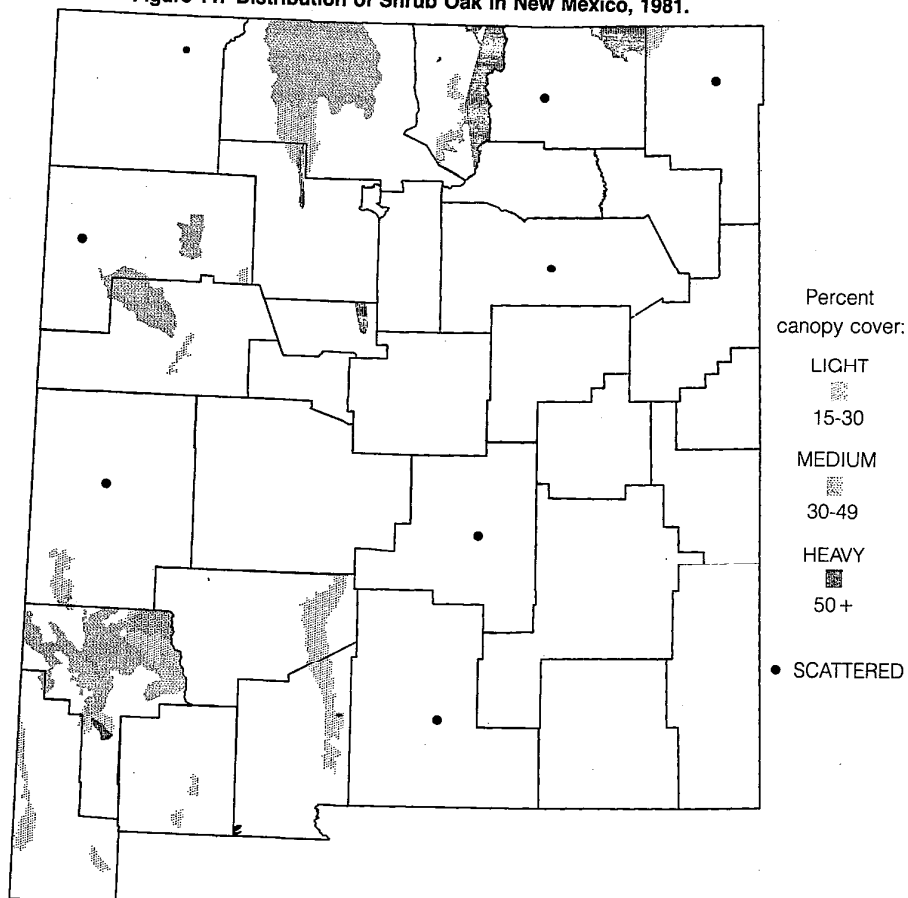 Figure 11. Distribution of Shrub Oak in New Mexico, 1981.
Percent
canopy cover:
LIGHT
15-30
MEDIUM
30-49
HEAVY
50+
SCATTERED